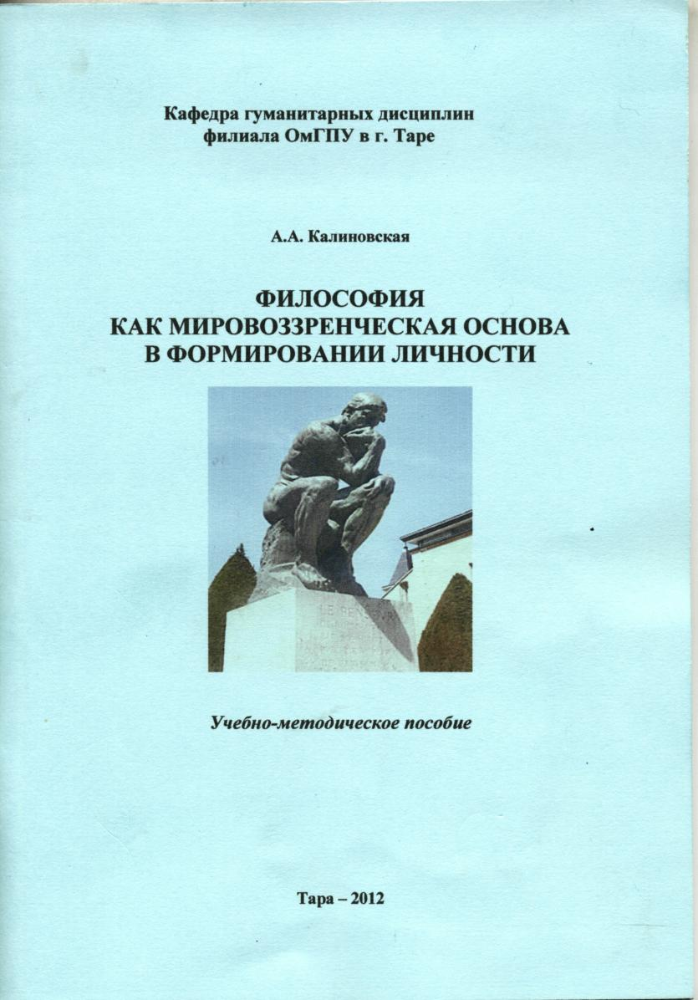 Кафедра гуманитарных дисциплин
филиала ОмГПУ в г. Таре
А.А. Калиновская
ФИЛОСОФИЯ
КАК МИРОВОЗЗРЕНЧЕСКАЯ ОСНОВА
В ФОРМИРОВАНИИ ЛИЧНОСТИ
LE PENSEUR
Учебно-методическое пособие
Тара – 2012